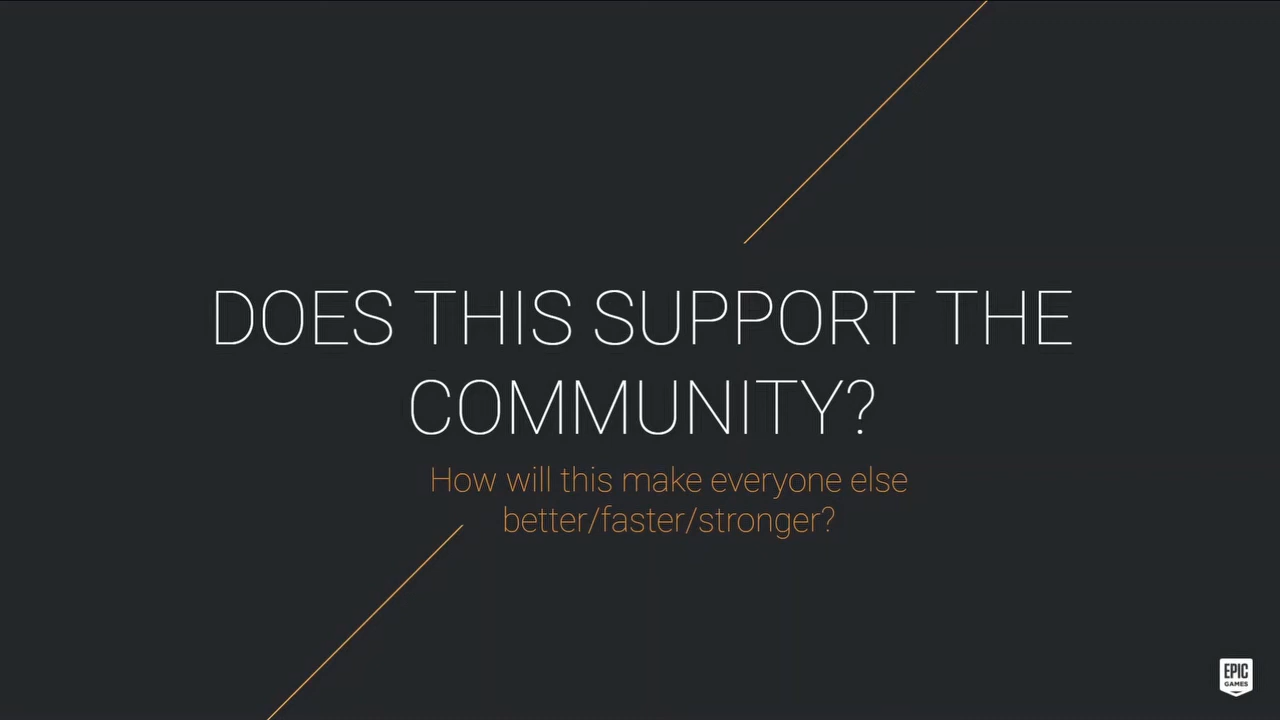 DOES THIS SUPPORT THE
COMMUNITY?
How will this make everyone else
better/faster/stronger?
EPIC
GAMES